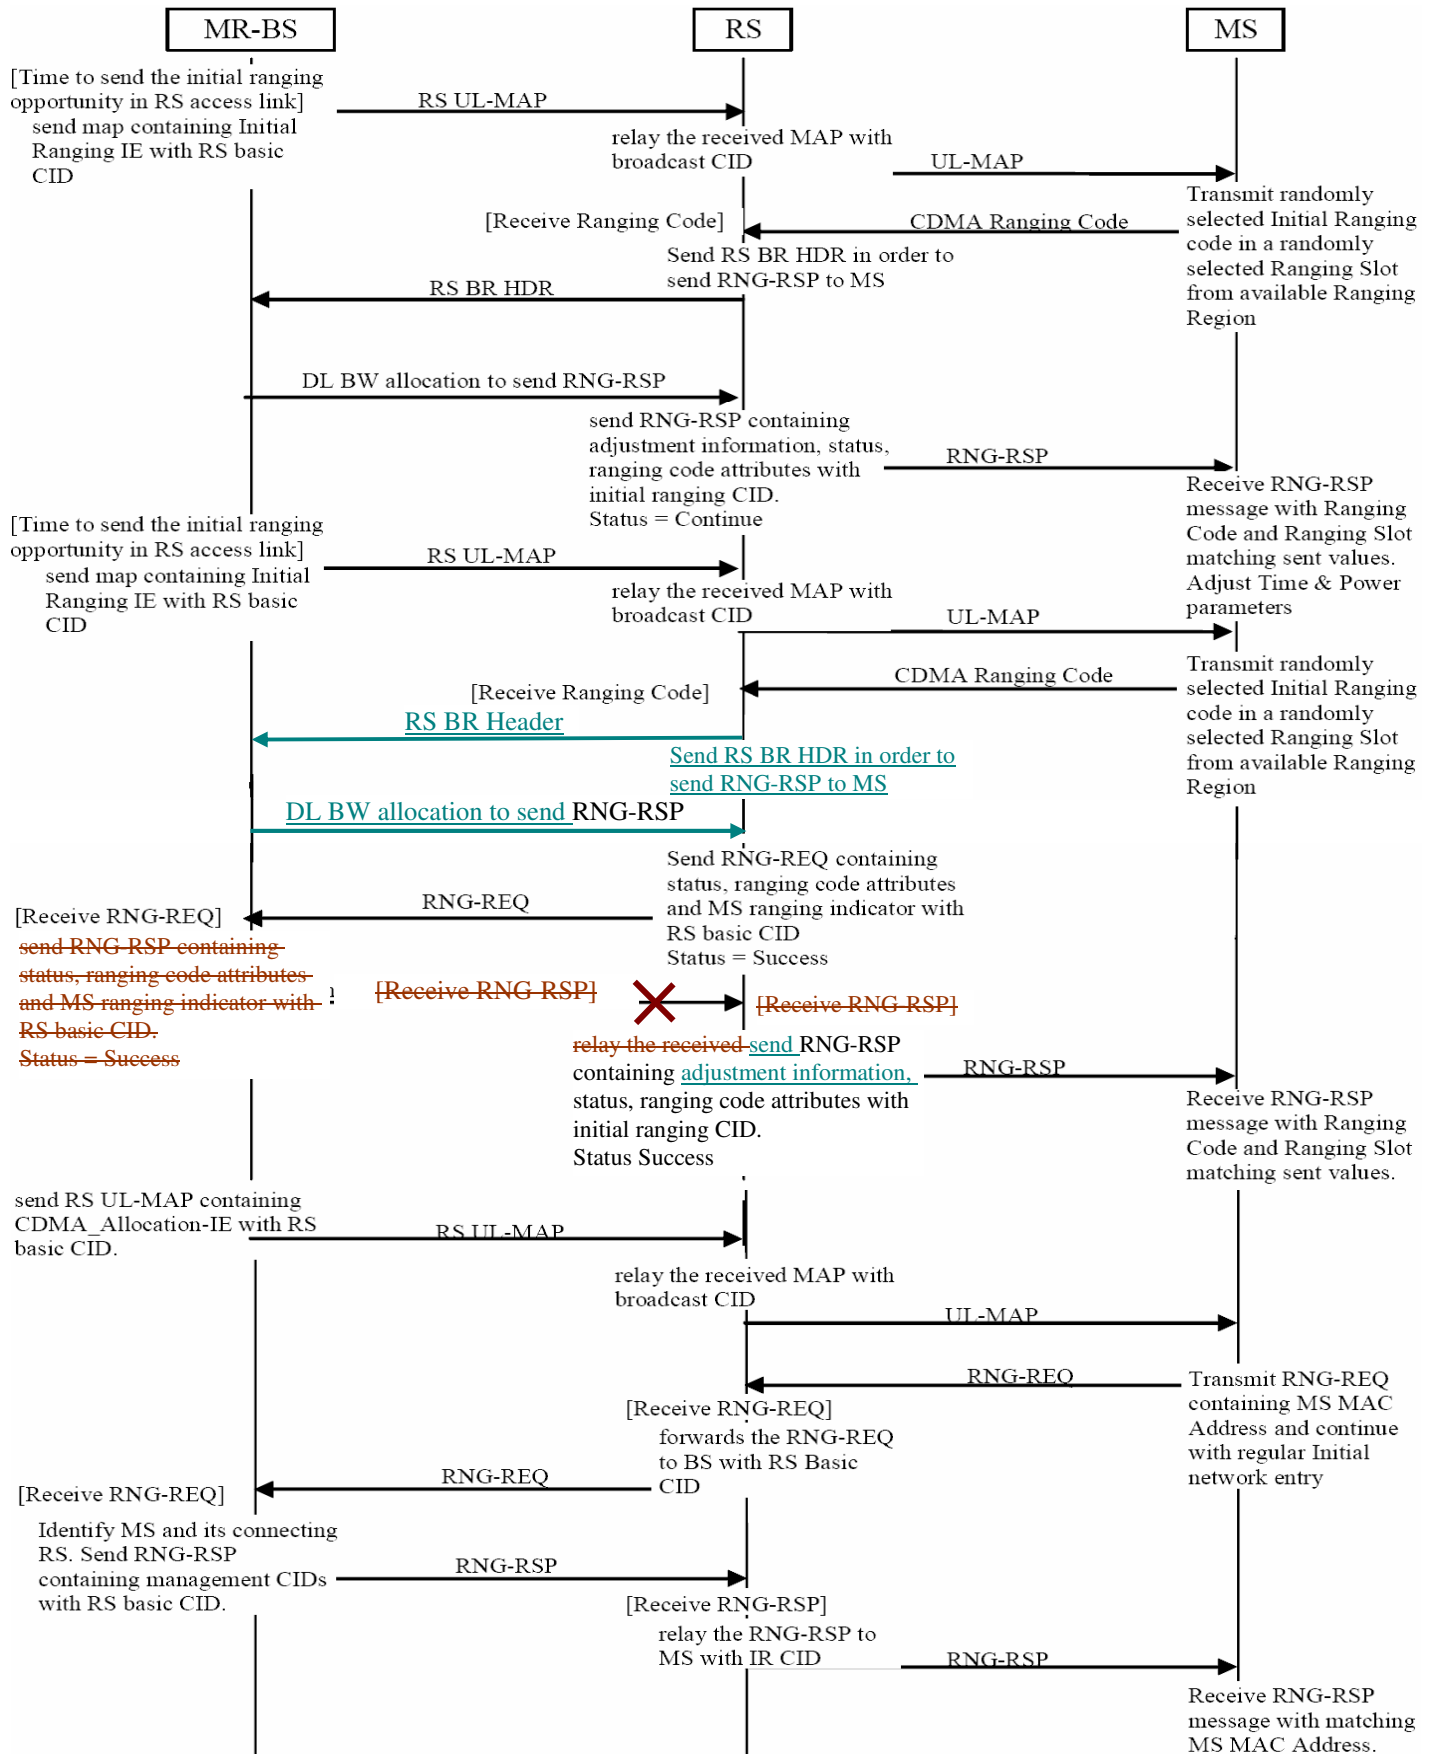 MR-BS
RS
MS
[Time to send the initial ranging
opportunity in RS access link]
send map containing Initial
Ranging IE with RS basic
CID
RS UL-MAP
relay the received MAP with
broadcast CID
UL-MAP
Transmit randomly
selected Initial Ranging
code in a randomly
selected Ranging Slot
from available Ranging
Region
CDMA Ranging Code
[Receive Ranging Code]
Send RS BR HDR in order to
send RNG-RSP to MS
RS BR HDR
DL BW allocation to send RNG-RSP
send RNG-RSP containing
adjustment information, status,
ranging code attributes with
initial ranging CID.
Status = Continue
RNG-RSP
Receive RNG-RSP
message with Ranging
Code and Ranging Slot
matching sent values.
Adjust Time & Power
parameters
[Time to send the initial ranging
opportunity in RS access link]
send map containing Initial
Ranging IE with RS basic
CID
RS UL-MAP
relay the received MAP with
broadcast CID
UL-MAP
Transmit randomly
selected Initial Ranging
code in a randomly
selected Ranging Slot
from available Ranging
Region
CDMA Ranging Code
[Receive Ranging Code]
RS BR Header
Send RS BR HDR in order to
send RNG-RSP to MS
DL BW allocation to send RNG-RSP
Send RNG-REQ containing
status, ranging code attributes
and MS ranging indicator with
RS basic CID
Status = Success
RNG-REQ
[Receive RNG-REQ]
send RNG-RSP containing
status, ranging code attributes
and MS ranging indicator with
RS basic CID.
Status = Success
[Receive RNG-RSP]
[Receive RNG-RSP]
relay the received send RNG-RSP
containing adjustment information,
status, ranging code attributes with
initial ranging CID.
Status Success
RNG-RSP
Receive RNG-RSP
message with Ranging
Code and Ranging Slot
matching sent values.
send RS UL-MAP containing
CDMA_Allocation-IE with RS
basic CID.
RS UL-MAP
relay the received MAP with
broadcast CID
UL-MAP
RNG-REQ
Transmit RNG-REQ
containing MS MAC
Address and continue
with regular Initial
network entry
[Receive RNG-REQ]
forwards the RNG-REQ
to BS with RS Basic
CID
RNG-REQ
[Receive RNG-REQ]
Identify MS and its connecting
RS. Send RNG-RSP
containing management CIDs
with RS basic CID.
RNG-RSP
[Receive RNG-RSP]
relay the RNG-RSP to
MS with IR CID
RNG-RSP
Receive RNG-RSP
message with matching
MS MAC Address.